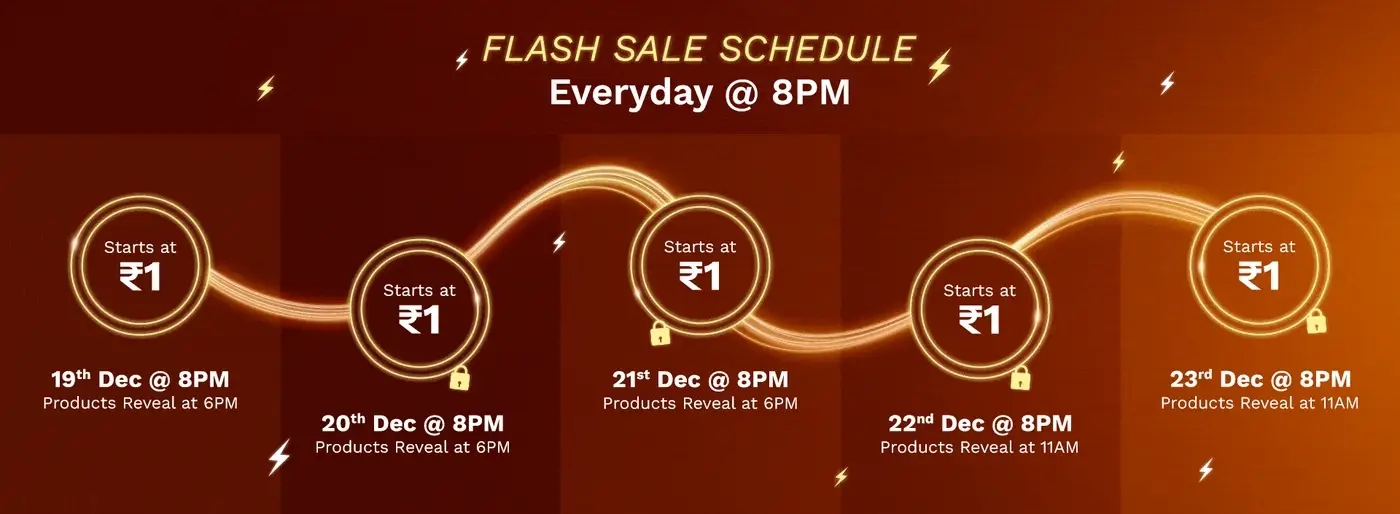 FLASH SALE SCHEDULE
Everyday @ 8PM
Starts at
₹1
19th Dec @ 8PM
Products Reveal at 6PM
Starts at
₹1
20th Dec @ 8PM
Products Reveal at 6PM
Starts at
₹1
21st Dec @ 8PM
Products Reveal at 6PM
Starts at
₹1
22nd Dec @ 8PM
Products Reveal at 11AM
Starts at
₹1
23rd Dec @ 8PM
Products Reveal at 11AM